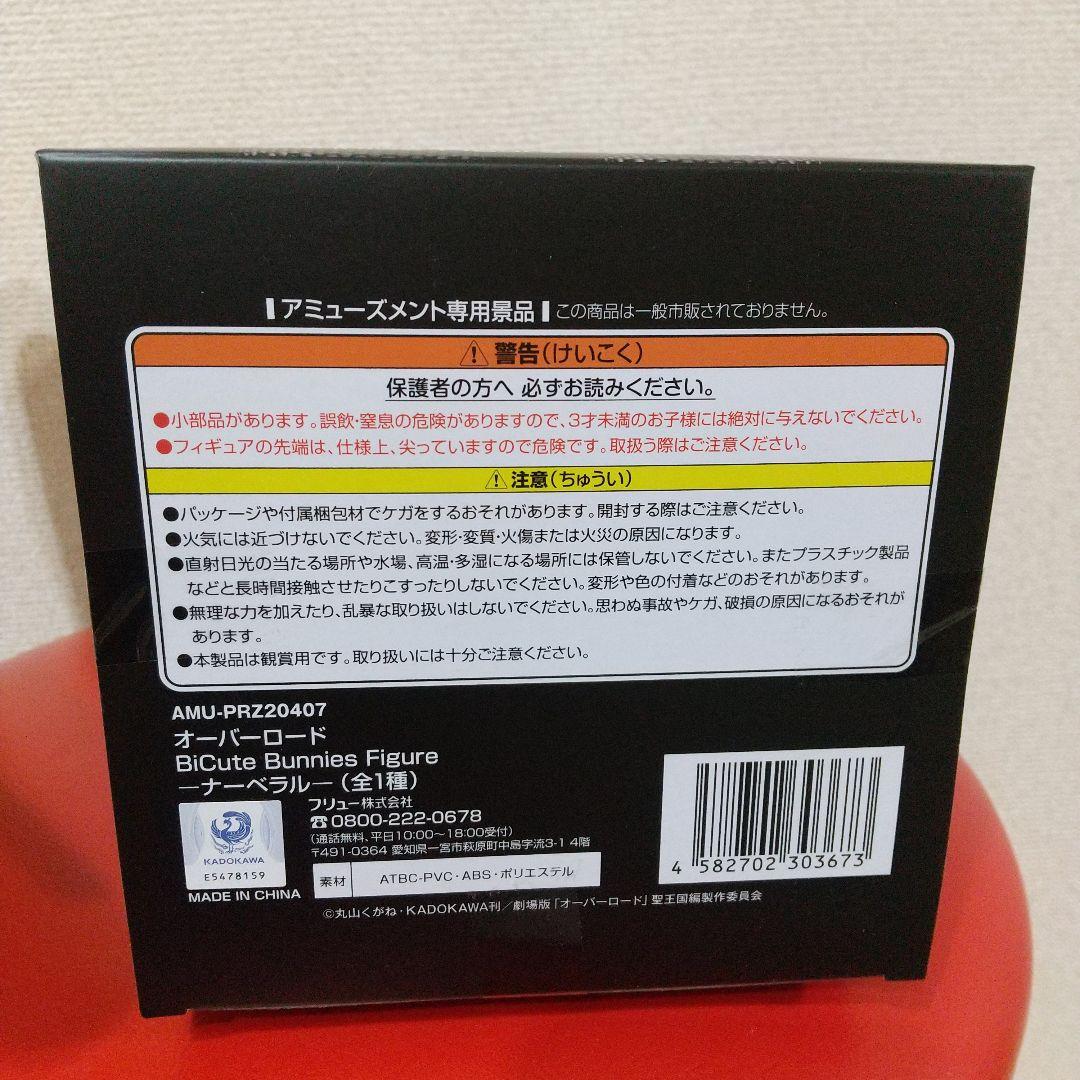 アミューズメント専用景品 この商品は一般市販されておりません。
警告(けいこく)
保護者の方へ 必ずお読みください。
●小部品があります。誤飲・窒息の危険がありますので、3才未満のお子様には絶対に与えないでください。
●フィギュアの先端は、仕様上、尖っていますので危険です。取扱う際はご注意ください。
注意(ちゅうい)
●パッケージや付属梱包材でケガをするおそれがあります。開封する際はご注意ください。
●火気には近づけないでください。変形・変質・火傷または火災の原因になります。
●直射日光の当たる場所や水場、高温・多湿になる場所には保管しないでください。またプラスチック製品
などと長時間接触させたりこすったりしないでください。変形や色の付着などのおそれがあります。
●無理な力を加えたり、乱暴な取り扱いはしないでください。思わぬ事故やケガ、破損の原因になるおそれが
あります。
●本製品は観賞用です。取り扱いには十分ご注意ください。
AMU-PRZ20407
オーバーロード
BiCute Bunnies Figure
―ナーベラル―(全1種)
フリュー株式会社
☎0800-222-0678
(通話無料、平日10:00〜18:00受付)
〒491-0364 愛知県一宮市萩原町中島字流3-1 4階
KADOKAWA
E5478159
MADE IN CHINA
素材 ATBC-PVC・ABS・ポリエステル
4 582702 303673
©丸山くがね・KADOKAWA刊/劇場版「オーバーロード」聖王国編製作委員会